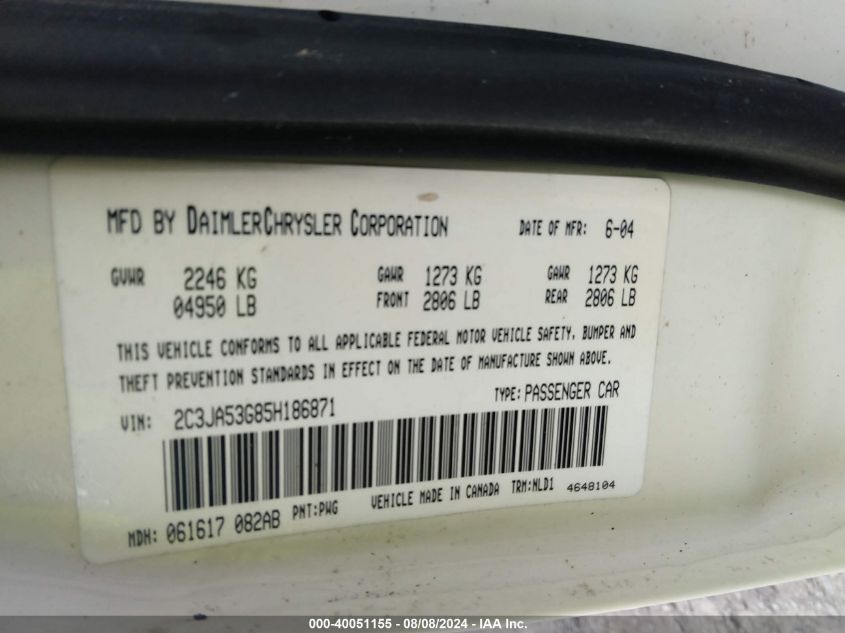 MFD BY DAIMLERCHRYSLER CORPORATION DATE OF MFR: 6-04
GVWR 2246 KG GAWR 1273 KG GAWR 1273 KG
04950 LB FRONT 2806 LB REAR 2806 LB
THIS VEHICLE CONFORMS TO ALL APPLICABLE FEDERAL MOTOR VEHICLE SAFETY, BUMPER AND
THEFT PREVENTION STANDARDS IN EFFECT ON THE DATE OF MANUFACTURE SHOWN ABOVE.
VIN: 2C3JA53G85H186871 TYPE: PASSENGER CAR
MDH: 061617 082AB PNT:PWG VEHICLE MADE IN CANADA TRM:NLD1 4648104
000-40051155 - 08/08/2024 - IAA Inc.